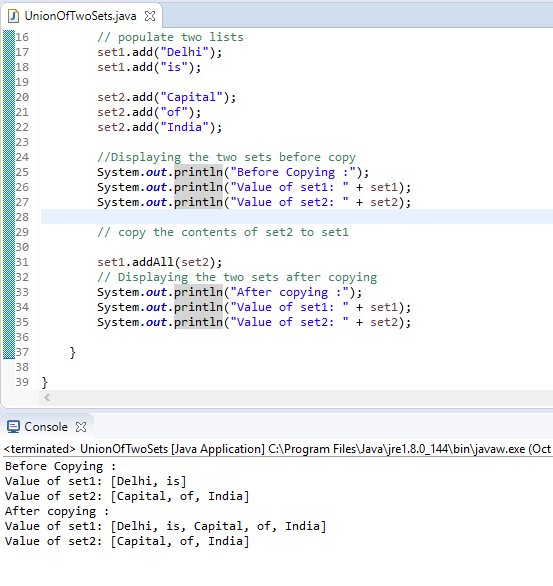 UnionOfTwoSets.java
16 // populate two lists
17 set1.add("Delhi");
18 set1.add("is");
19
20 set2.add("Capital");
21 set2.add("of");
22 set2.add("India");
23
24 //Displaying the two sets before copy
25 System.out.println("Before Copying :");
26 System.out.println("Value of set1: " + set1);
27 System.out.println("Value of set2: " + set2);
28
29 // copy the contents of set2 to set1
30
31 set1.addAll(set2);
32 // Displaying the two sets after copying
33 System.out.println("After copying :");
34 System.out.println("Value of set1: " + set1);
35 System.out.println("Value of set2: " + set2);
36
37 }
38
39 }
Console
<terminated> UnionOfTwoSets [Java Application] C:\Program Files\Java\jre1.8.0_144\bin\javaw.exe (Oct
Before Copying :
Value of set1: [Delhi, is]
Value of set2: [Capital, of, India]
After copying :
Value of set1: [Delhi, is, Capital, of, India]
Value of set2: [Capital, of, India]